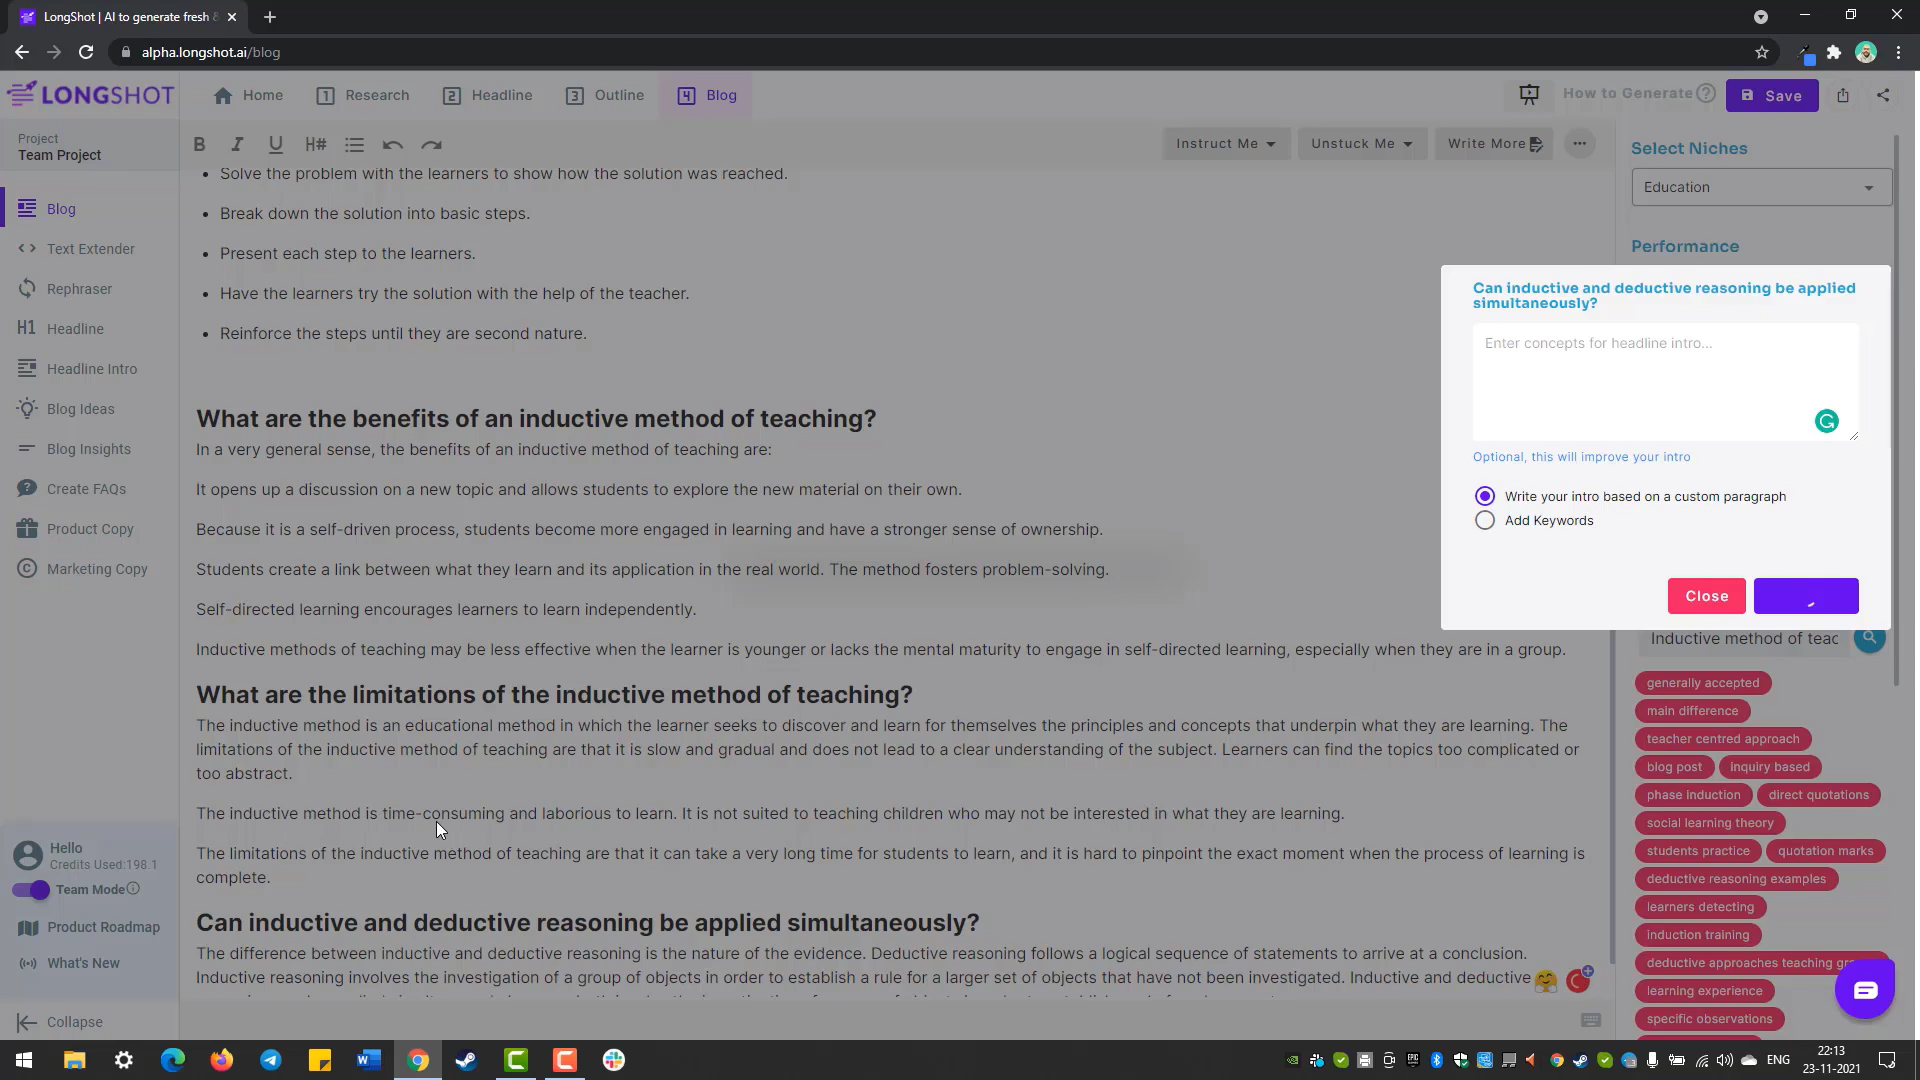 LongShot | AI to generate fresh &
alpha.longshot.ai/blog
LONGSHOT
Home
1 Research
2 Headline
3 Outline
4 Blog
How to Generate ?
Save
Project
Team Project
B I U H#
Instruct Me
Unstuck Me
Write More
Select Niches
Education
Performance
Blog
Text Extender
Rephraser
H1 Headline
Headline Intro
Blog Ideas
Blog Insights
Create FAQs
Product Copy
Marketing Copy
Hello
Credits Used:198.1
Team Mode
Product Roadmap
What's New
Collapse
Solve the problem with the learners to show how the solution was reached.
Break down the solution into basic steps.
Present each step to the learners.
Have the learners try the solution with the help of the teacher.
Reinforce the steps until they are second nature.
What are the benefits of an inductive method of teaching?
In a very general sense, the benefits of an inductive method of teaching are:
It opens up a discussion on a new topic and allows students to explore the new material on their own.
Because it is a self-driven process, students become more engaged in learning and have a stronger sense of ownership.
Students create a link between what they learn and its application in the real world. The method fosters problem-solving.
Self-directed learning encourages learners to learn independently.
Inductive methods of teaching may be less effective when the learner is younger or lacks the mental maturity to engage in self-directed learning, especially when they are in a group.
What are the limitations of the inductive method of teaching?
The inductive method is an educational method in which the learner seeks to discover and learn for themselves the principles and concepts that underpin what they are learning. The
limitations of the inductive method of teaching are that it is slow and gradual and does not lead to a clear understanding of the subject. Learners can find the topics too complicated or
too abstract.
The inductive method is time-consuming and laborious to learn. It is not suited to teaching children who may not be interested in what they are learning.
The limitations of the inductive method of teaching are that it can take a very long time for students to learn, and it is hard to pinpoint the exact moment when the process of learning is
complete.
Can inductive and deductive reasoning be applied simultaneously?
The difference between inductive and deductive reasoning is the nature of the evidence. Deductive reasoning follows a logical sequence of statements to arrive at a conclusion.
Inductive reasoning involves the investigation of a group of objects in order to establish a rule for a larger set of objects that have not been investigated. Inductive and deductive
Can inductive and deductive reasoning be applied
simultaneously?
Enter concepts for headline intro...
Optional, this will improve your intro
Write your intro based on a custom paragraph
Add Keywords
Close
Inductive method of teac
generally accepted
main difference
teacher centred approach
blog post
inquiry based
phase induction
direct quotations
social learning theory
students practice
quotation marks
deductive reasoning examples
learners detecting
induction training
deductive approaches teaching gr
learning experience
specific observations
ENG
22:13
23-11-2021